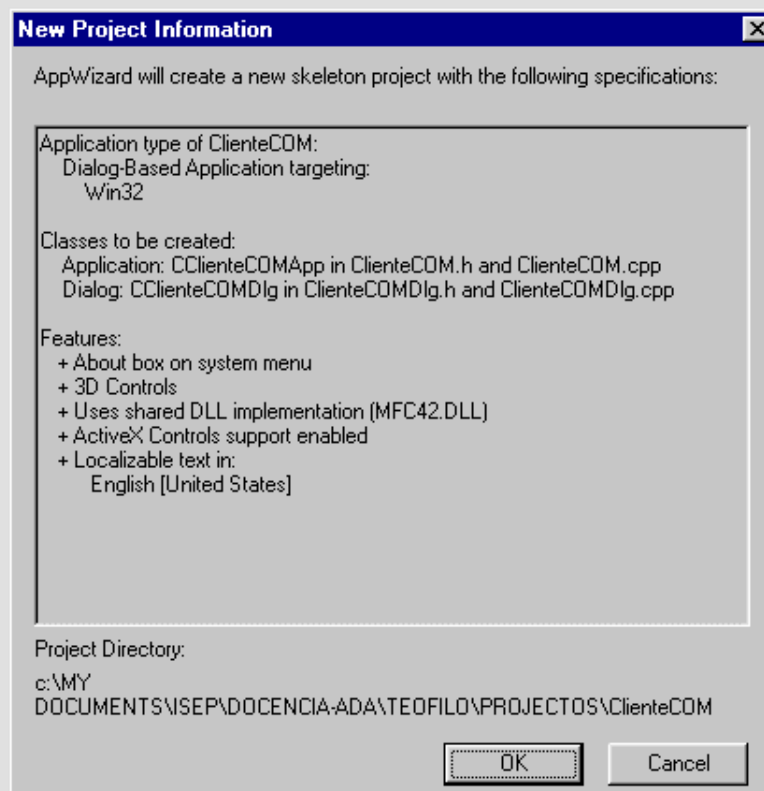 New Project Information
AppWizard will create a new skeleton project with the following specifications:
Application type of ClienteCOM:
Dialog-Based Application targeting:
Win32
Classes to be created:
Application: CClienteCOMApp in ClienteCOM.h and ClienteCOM.cpp
Dialog: CClienteCOMDlg in ClienteCOMDlg.h and ClienteCOMDlg.cpp
Features:
+ About box on system menu
+ 3D Controls
+ Uses shared DLL implementation (MFC42.DLL)
+ ActiveX Controls support enabled
+ Localizable text in:
English [United States]
Project Directory:
c:\MY
DOCUMENTS\ISEP\DOCENCIA-ADA\TEOFILO\PROJECTOS\ClienteCOM
OK
Cancel